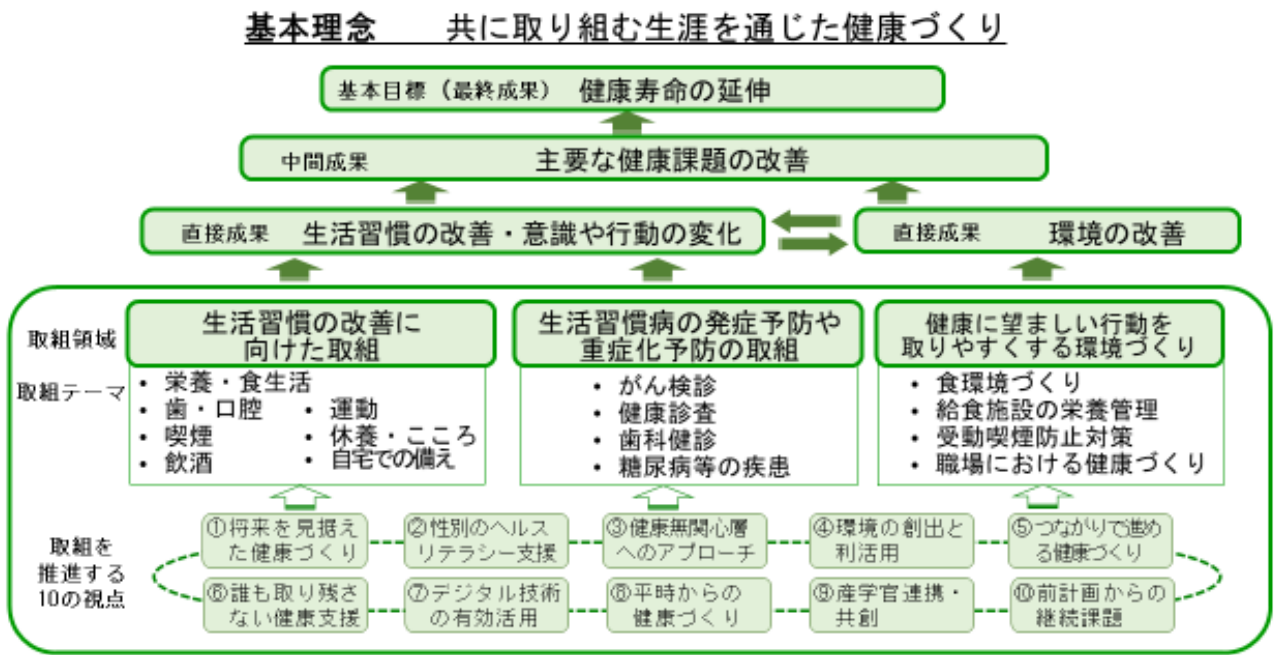 基本理念　　共に取り組む生涯を通じた健康づくり
基本目標（最終成果）　健康寿命の延伸
中間成果　　主要な健康課題の改善
直接成果　生活習慣の改善・意識や行動の変化
直接成果　環境の改善
取組領域
生活習慣の改善に
向けた取組
生活習慣病の発症予防や
重症化予防の取組
健康に望ましい行動を
取りやすくする環境づくり
取組テーマ
・栄養・食生活
・歯・口腔
・喫煙
・飲酒
・運動
・休養・こころ
・自宅での備え
・がん検診
・健康診査
・歯科健診
・糖尿病等の疾患
・食環境づくり
・給食施設の栄養管理
・受動喫煙防止対策
・職場における健康づくり
取組を
推進する
10の視点
①将来を見据え
た健康づくり
②性別のヘルス
リテラシー支援
③健康無関心層
へのアプローチ
④環境の創出と
利活用
⑤つながりで進め
る健康づくり
⑥誰も取り残さ
ない健康支援
⑦デジタル技術
の有効活用
⑧平時からの
健康づくり
⑨産学官連携・
共創
⑩前計画からの
継続課題